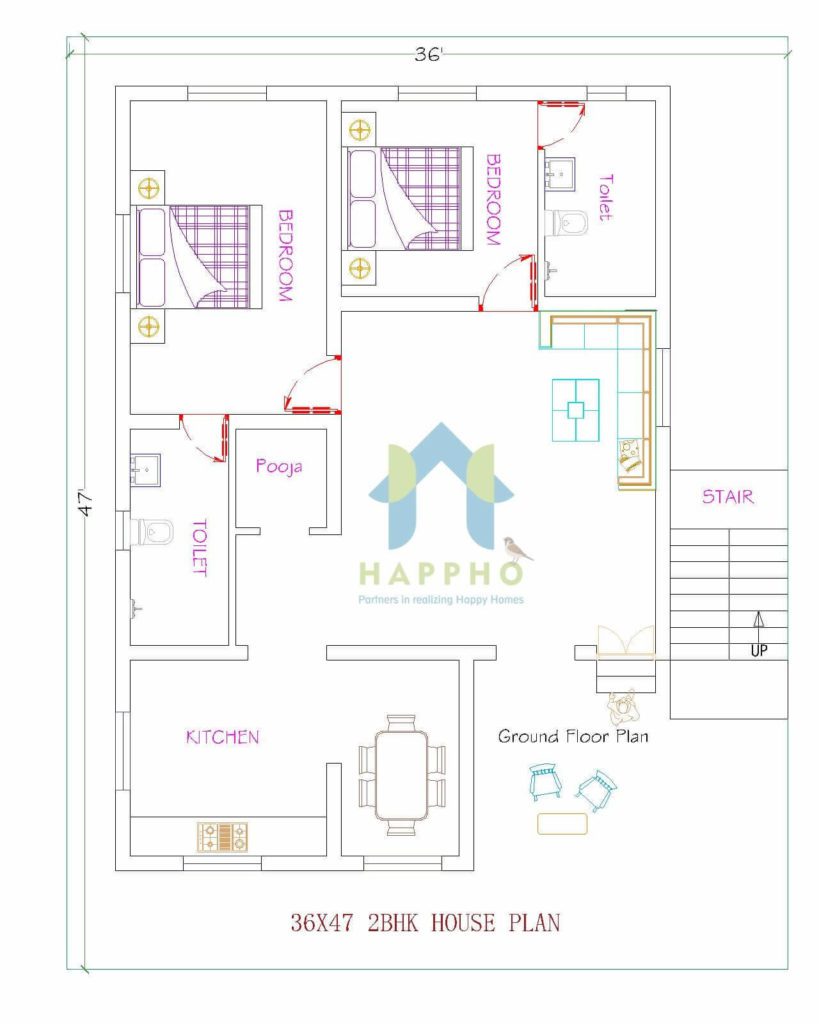 36'
BEDROOM
BEDROOM
Toilet
47'
Pooja
TOILET
STAIR
HAPPHO
Partners in realizing Happy Homes
UP
KITCHEN
Ground Floor Plan
36X47 2BHK HOUSE PLAN